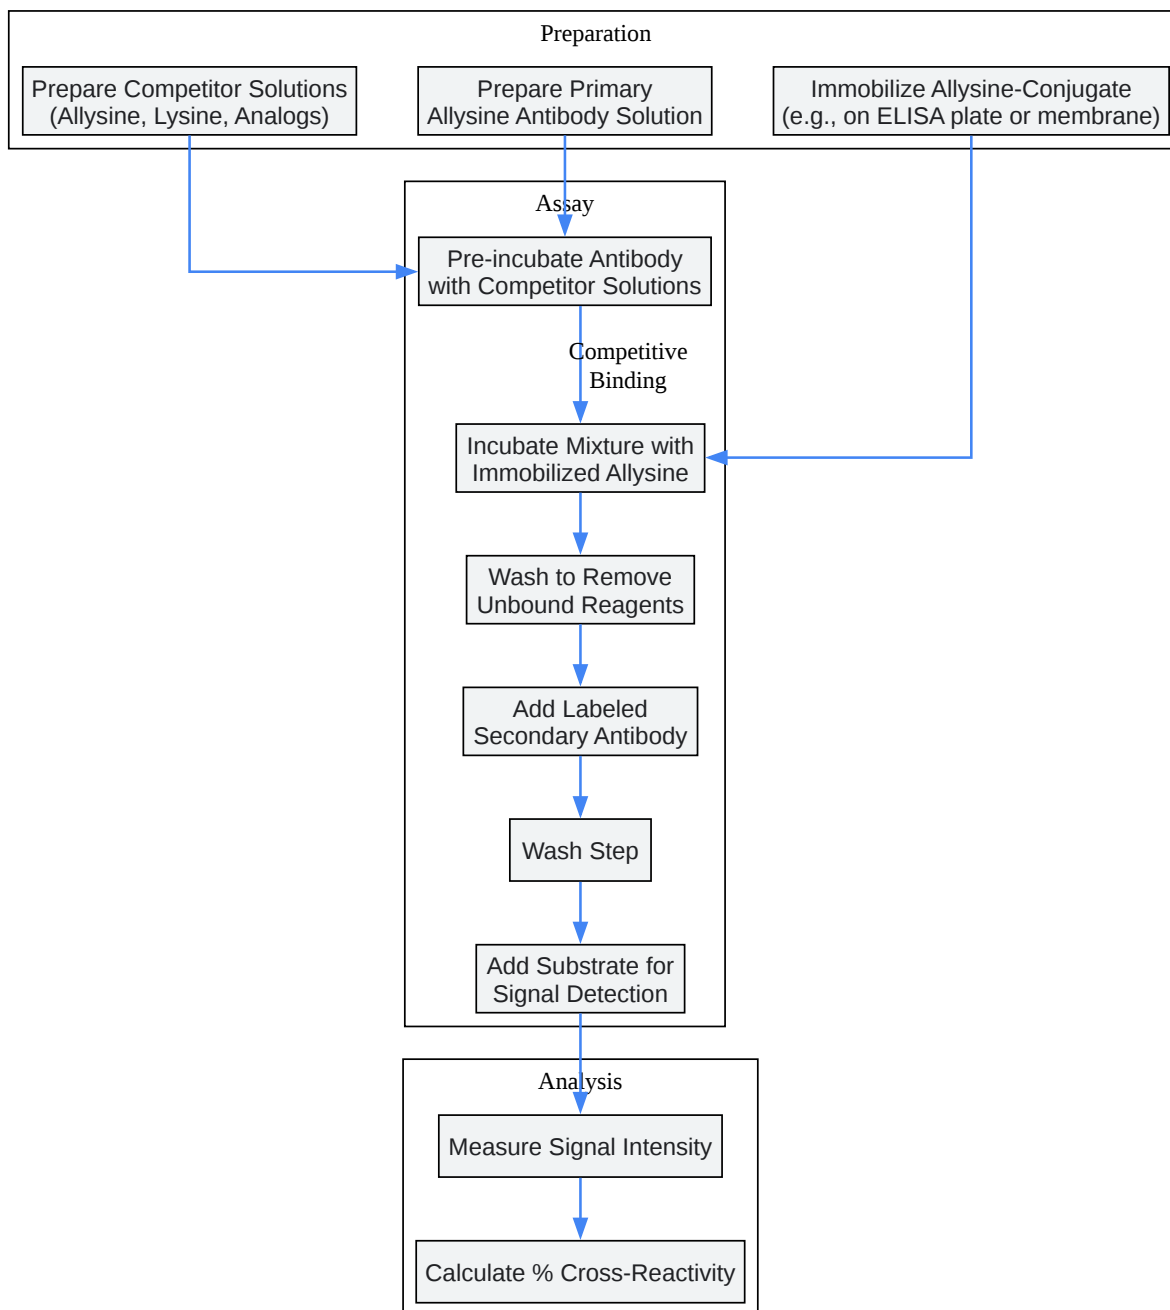 Preparation
Prepare Competitor Solutions
(Allysine, Lysine, Analogs)
Prepare Primary
Allysine Antibody Solution
Immobilize Allysine-Conjugate
(e.g., on ELISA plate or membrane)
Assay
Pre-incubate Antibody
with Competitor Solutions
Competitive
Binding
Incubate Mixture with
Immobilized Allysine
Wash to Remove
Unbound Reagents
Add Labeled
Secondary Antibody
Wash Step
Add Substrate for
Signal Detection
Analysis
Measure Signal Intensity
Calculate % Cross-Reactivity